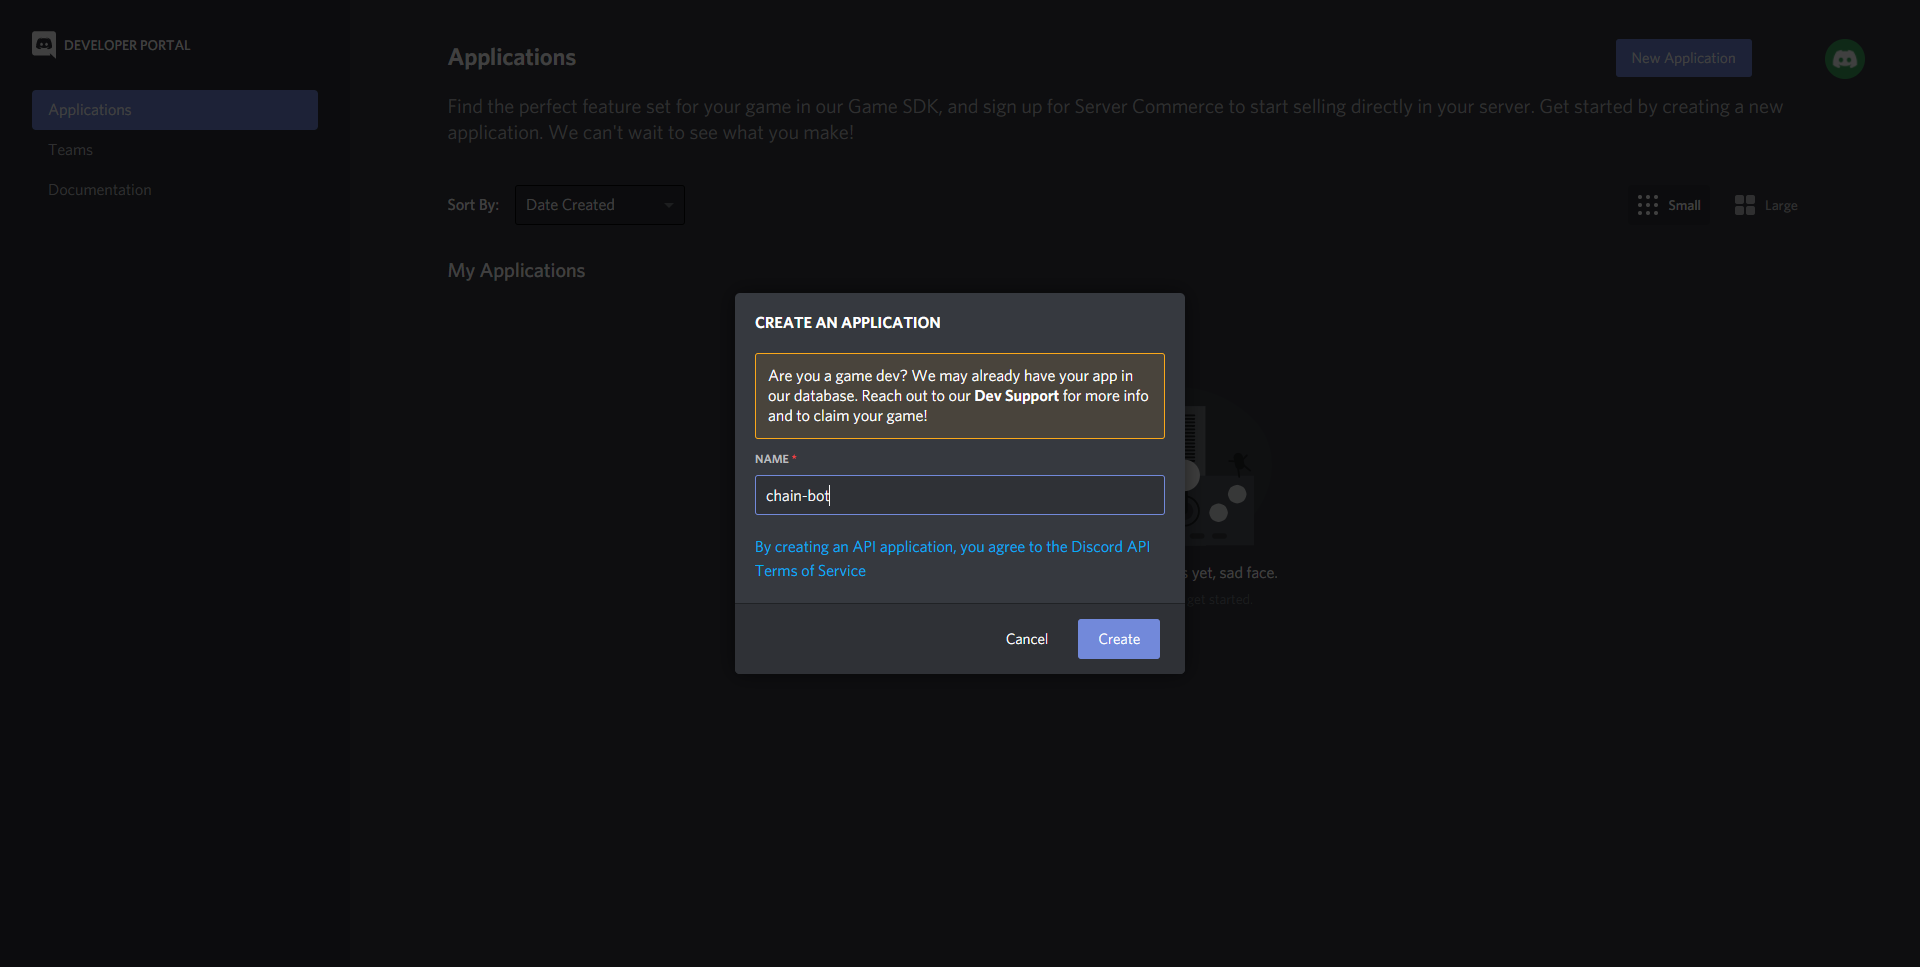 DEVELOPER PORTAL
Applications
Teams
Documentation
Applications
New Application
Find the perfect feature set for your game in our Game SDK, and sign up for Server Commerce to start selling directly in your server. Get started by creating a new
application. We can't wait to see what you make!
Sort By:
Date Created
Small
Large
My Applications
CREATE AN APPLICATION
Are you a game dev? We may already have your app in
our database. Reach out to our Dev Support for more info
and to claim your game!
NAME *
chain-bot
By creating an API application, you agree to the Discord API
Terms of Service
yet, sad face.
get started.
Cancel
Create